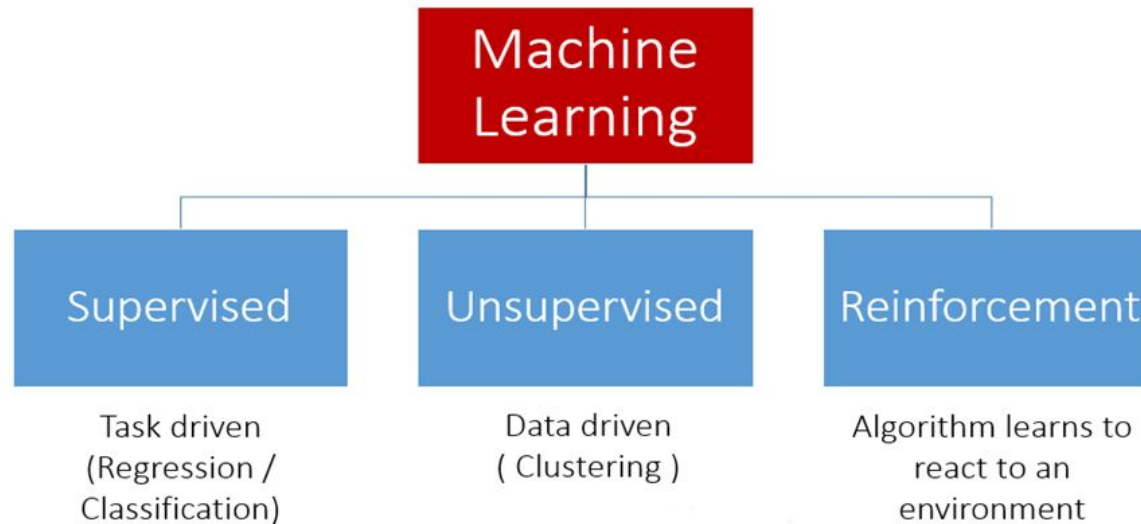 Machine
Learning
Supervised
Unsupervised
Reinforcement
Task driven
(Regression /
Classification)
Data driven
( Clustering )
Algorithm learns to
react to an
environment